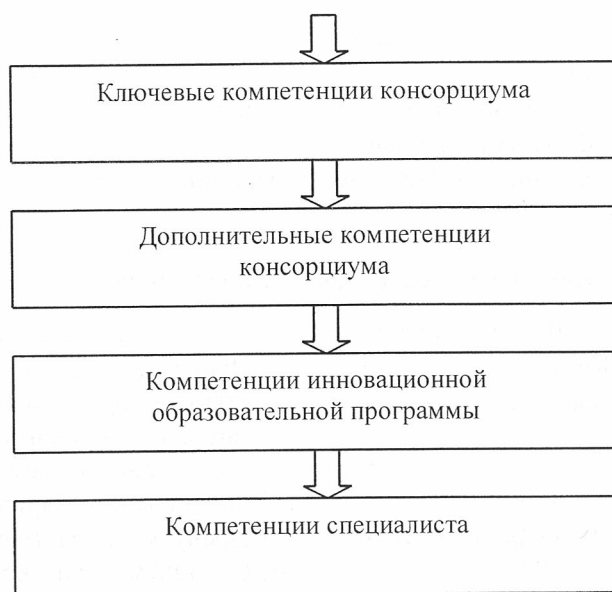 Ключевые компетенции консорциума
Дополнительные компетенции
консорциума
Компетенции инновационной
образовательной программы
Компетенции специалиста